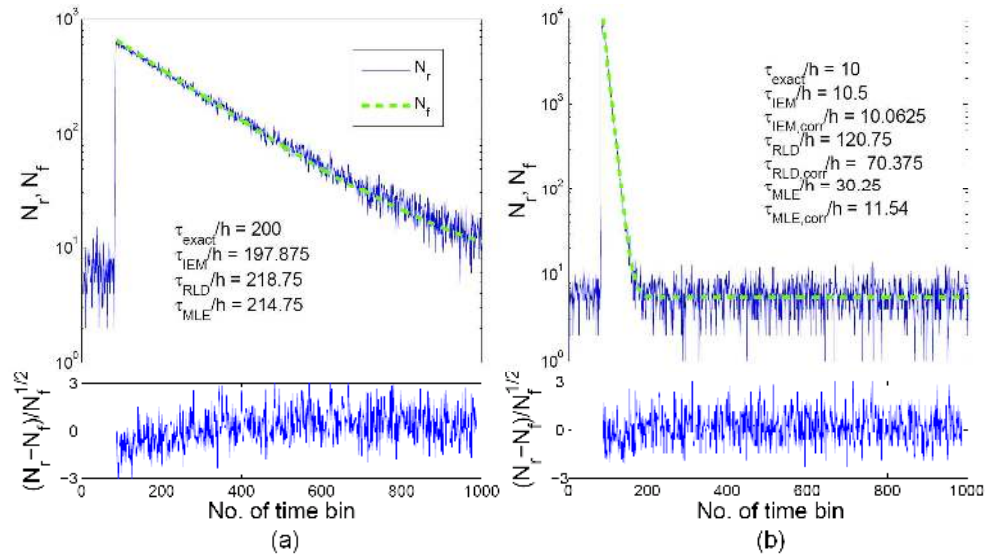 (a)
N_r, N_f
10^3
10^2
10^1
10^0
N_r
N_f
τ_exact/h = 200
τ_IEM/h = 197.875
τ_RLD/h = 218.75
τ_MLE/h = 214.75
(N_r −N_f)/N_f^1/2
3
0
−3
0 200 400 600 800 1000
No. of time bin
(a)
(b)
N_r, N_f
10^4
10^3
10^2
10^1
10^0
τ_exact/h = 10
τ_IEM/h = 10.5
τ_IEM,corr/h = 10.0625
τ_RLD/h = 120.75
τ_RLD,corr/h = 70.375
τ_MLE/h = 30.25
τ_MLE,corr/h = 11.54
(N_r −N_f)/N_f^1/2
3
0
−3
0 200 400 600 800 1000
No. of time bin
(b)